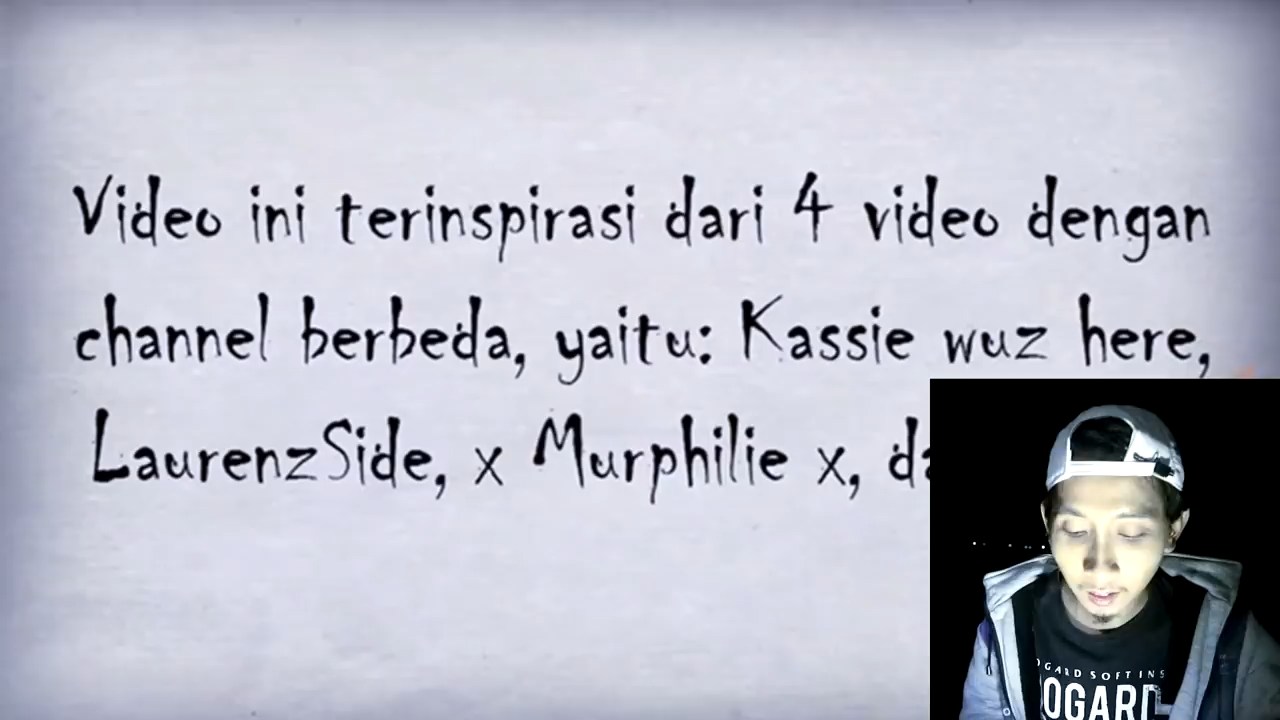 Video ini terinspirasi dari 4 video dengan
channel berbeda, yaitu: Kassie wuz here,
LaurenzSide, x Murphilie x,